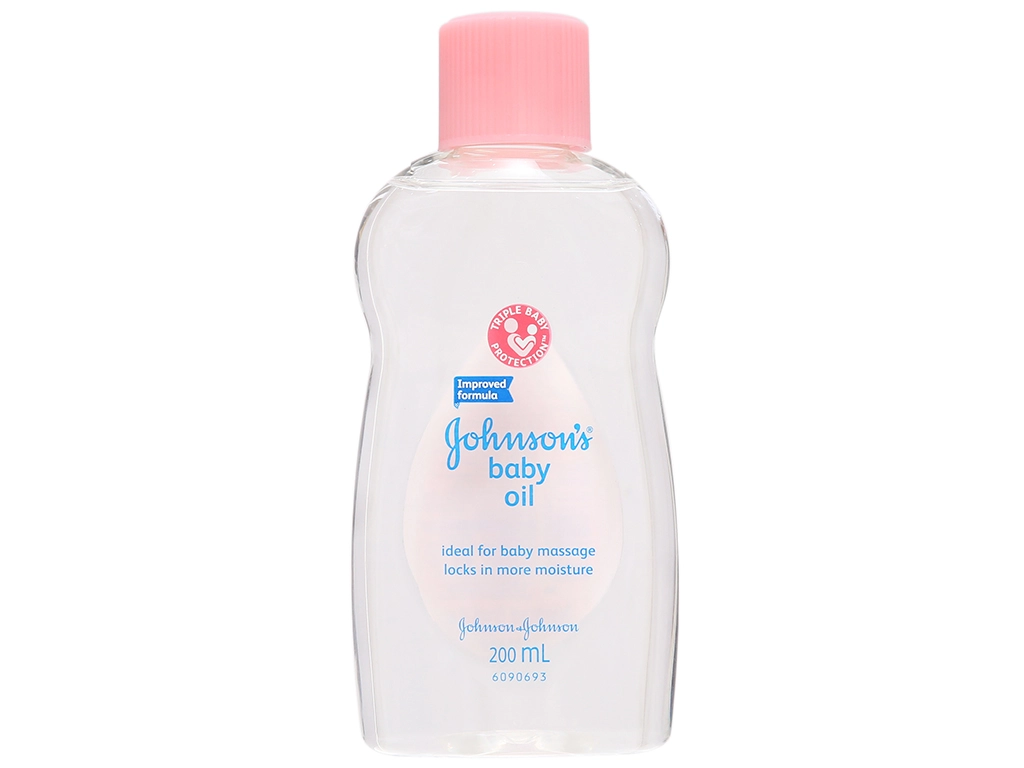 TRIPLE BABY
PROTECTION™
Improved
formula
Johnson's®
baby
oil
ideal for baby massage
locks in more moisture
Johnson & Johnson
200 mL
6090693